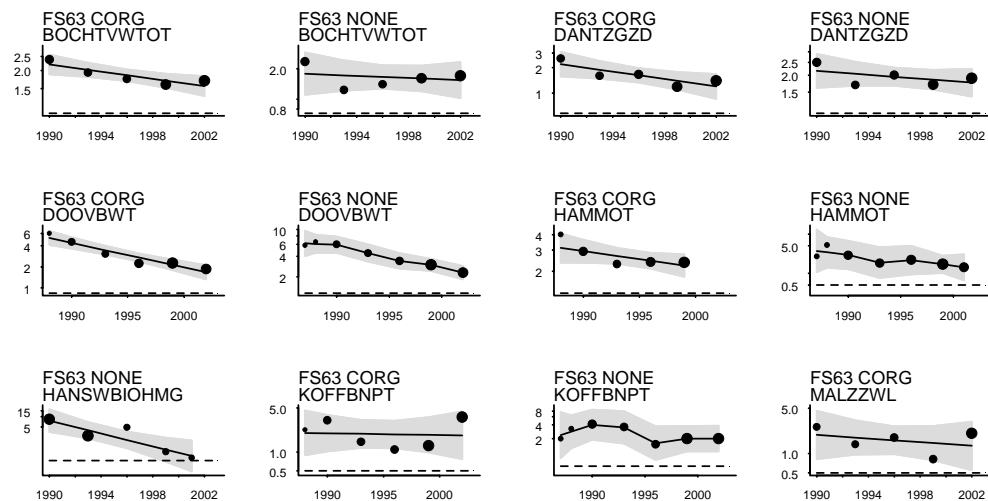 FS63 CORG
BOCHTVWTOT
2.5
2.0
1.5
1990 1994 1998 2002
FS63 NONE
BOCHTVWTOT
2.0
0.8
1990 1994 1998 2002
FS63 CORG
DANTZGZD
3
2
1
1990 1994 1998 2002
FS63 NONE
DANTZGZD
2.5
2.0
1.5
1990 1994 1998 2002
FS63 CORG
DOOVBWT
6
4
2
1
1990 1995 2000
FS63 NONE
DOOVBWT
10
6
4
2
1990 1995 2000
FS63 CORG
HAMMOT
4
3
2
1990 1995 2000
FS63 NONE
HAMMOT
5.0
0.5
1990 1995 2000
FS63 NONE
HANSWBIOHMG
15
5
1990 1994 1998 2002
FS63 CORG
KOFFBNPT
5.0
1.0
0.5
1990 1995 2000
FS63 NONE
KOFFBNPT
8
4
2
1990 1995 2000
FS63 CORG
MALZZWL
5.0
1.0
0.5
1990 1994 1998 2002